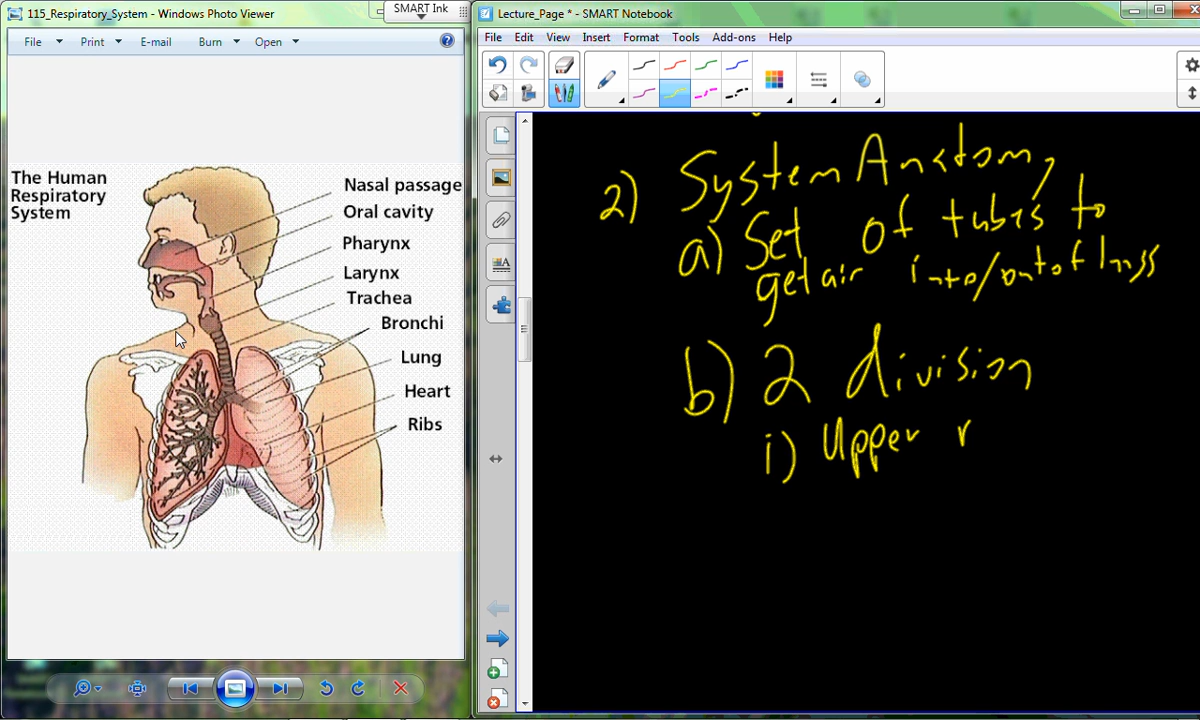 115_Respiratory_System - Windows Photo Viewer
SMART Ink
File Print E-mail Burn Open
The Human
Respiratory
System
Nasal passage
Oral cavity
Pharynx
Larynx
Trachea
Bronchi
Lung
Heart
Ribs
Lecture_Page * - SMART Notebook
File Edit View Insert Format Tools Add-ons Help
2) System Anatomy
a) Set of tubes to
get air into/out of lungs
b) 2 division
i) Upper r